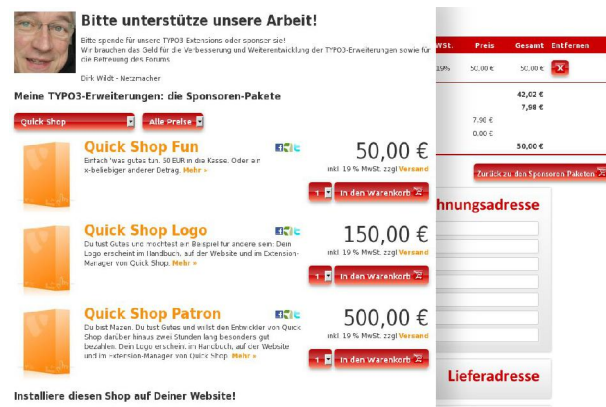 Bitte unterstütze unsere Arbeit!
Bitte spende für unsere TYPO3-Extensions oder sponsor sie!
Wir brauchen das Geld für die Verbesserung und Weiterentwicklung der TYPO3-Erweiterungen sowie für
die Betreuung des Forums
Dirk Wildt - Netzmacher
Meine TYPO3-Erweiterungen: die Sponsoren-Pakete
Quick Shop
Alle Preise
Quick Shop Fun
Einfach 'was gutes tun. 50 EUR in die Kasse. Oder ein
x-beliebiger anderer Betrag. Mehr »
50,00 €
inkl. 19 % MwSt. zzgl Versand
1
in den Warenkorb
Quick Shop Logo
Du tust Gutes und möchtest ein Beispiel für andere sein: Dein
Logo erscheint im Handbuch, auf der Website und im Extension-
Manager von Quick Shop. Mehr »
150,00 €
inkl. 19 % MwSt. zzgl Versand
1
in den Warenkorb
Quick Shop Patron
Du bist Mäzen. Du tust Gutes und willst den Entwickler von Quick
Shop darüber hinaus zwei Stunden lang besonders gut
bezahlen. Dein Logo erscheint im Handbuch, auf der Website
und im Extension-Manager von Quick Shop. Mehr »
500,00 €
inkl. 19 % MwSt. zzgl Versand
1
in den Warenkorb
Installiere diesen Shop auf Deiner Website!
WSt. Preis Gesamt Entfernen
19% 50,00 € 50,00 € X
42,02 €
7,98 €
7,98 €
0,00 €
50,00 €
Zurück zu den Sponsoren Paketen
hnungsadresse
Lieferadresse